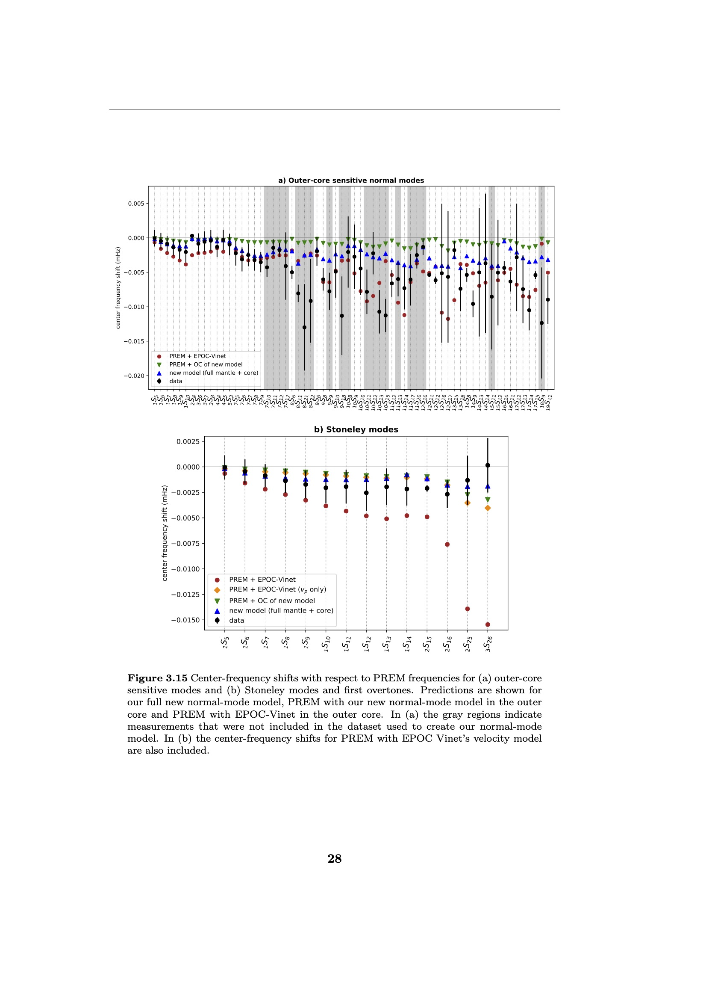 a) Outer-core sensitive normal modes
center frequency shift (mHz)
0.005
0.000
−0.005
−0.010
−0.015
−0.020
PREM + EPOC-Vinet
PREM + OC of new model
new model (full mantle + core)
data
b) Stoneley modes
center frequency shift (mHz)
0.0025
0.0000
−0.0025
−0.0050
−0.0075
−0.0100
−0.0125
−0.0150
PREM + EPOC-Vinet
PREM + EPOC-Vinet (vₚ only)
PREM + OC of new model
new model (full mantle + core)
data
₁S₅ ₁S₆ ₁S₇ ₁S₈ ₁S₉ ₁S₁₀ ₁S₁₁ ₁S₁₂ ₁S₁₃ ₁S₁₄ ₂S₁₅ ₂S₁₆ ₂S₂₅ ₃S₂₆
Figure 3.15 Center-frequency shifts with respect to PREM frequencies for (a) outer-core
sensitive modes and (b) Stoneley modes and first overtones. Predictions are shown for
our full new normal-mode model, PREM with our new normal-mode model in the outer
core and PREM with EPOC-Vinet in the outer core. In (a) the gray regions indicate
measurements that were not included in the dataset used to create our normal-mode
model. In (b) the center-frequency shifts for PREM with EPOC Vinet's velocity model
are also included.
28